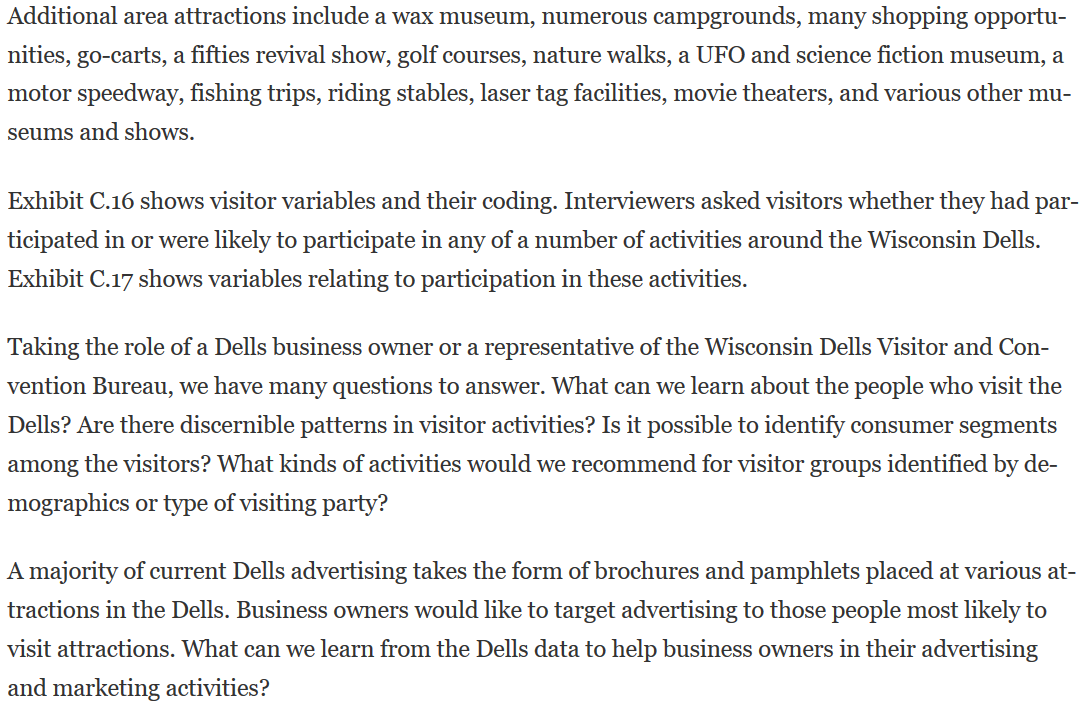 Additional area attractions include a wax museum, numerous campgrounds, many shopping opportu-
nities, go-carts, a fifties revival show, golf courses, nature walks, a UFO and science fiction museum, a
motor speedway, fishing trips, riding stables, laser tag facilities, movie theaters, and various other mu-
seums and shows.
Exhibit C.16 shows visitor variables and their coding. Interviewers asked visitors whether they had par-
ticipated in or were likely to participate in any of a number of activities around the Wisconsin Dells.
Exhibit C.17 shows variables relating to participation in these activities.
Taking the role of a Dells business owner or a representative of the Wisconsin Dells Visitor and Con-
vention Bureau, we have many questions to answer. What can we learn about the people who visit the
Dells? Are there discernible patterns in visitor activities? Is it possible to identify consumer segments
among the visitors? What kinds of activities would we recommend for visitor groups identified by de-
mographics or type of visiting party?
A majority of current Dells advertising takes the form of brochures and pamphlets placed at various at-
tractions in the Dells. Business owners would like to target advertising to those people most likely to
visit attractions. What can we learn from the Dells data to help business owners in their advertising
and marketing activities?